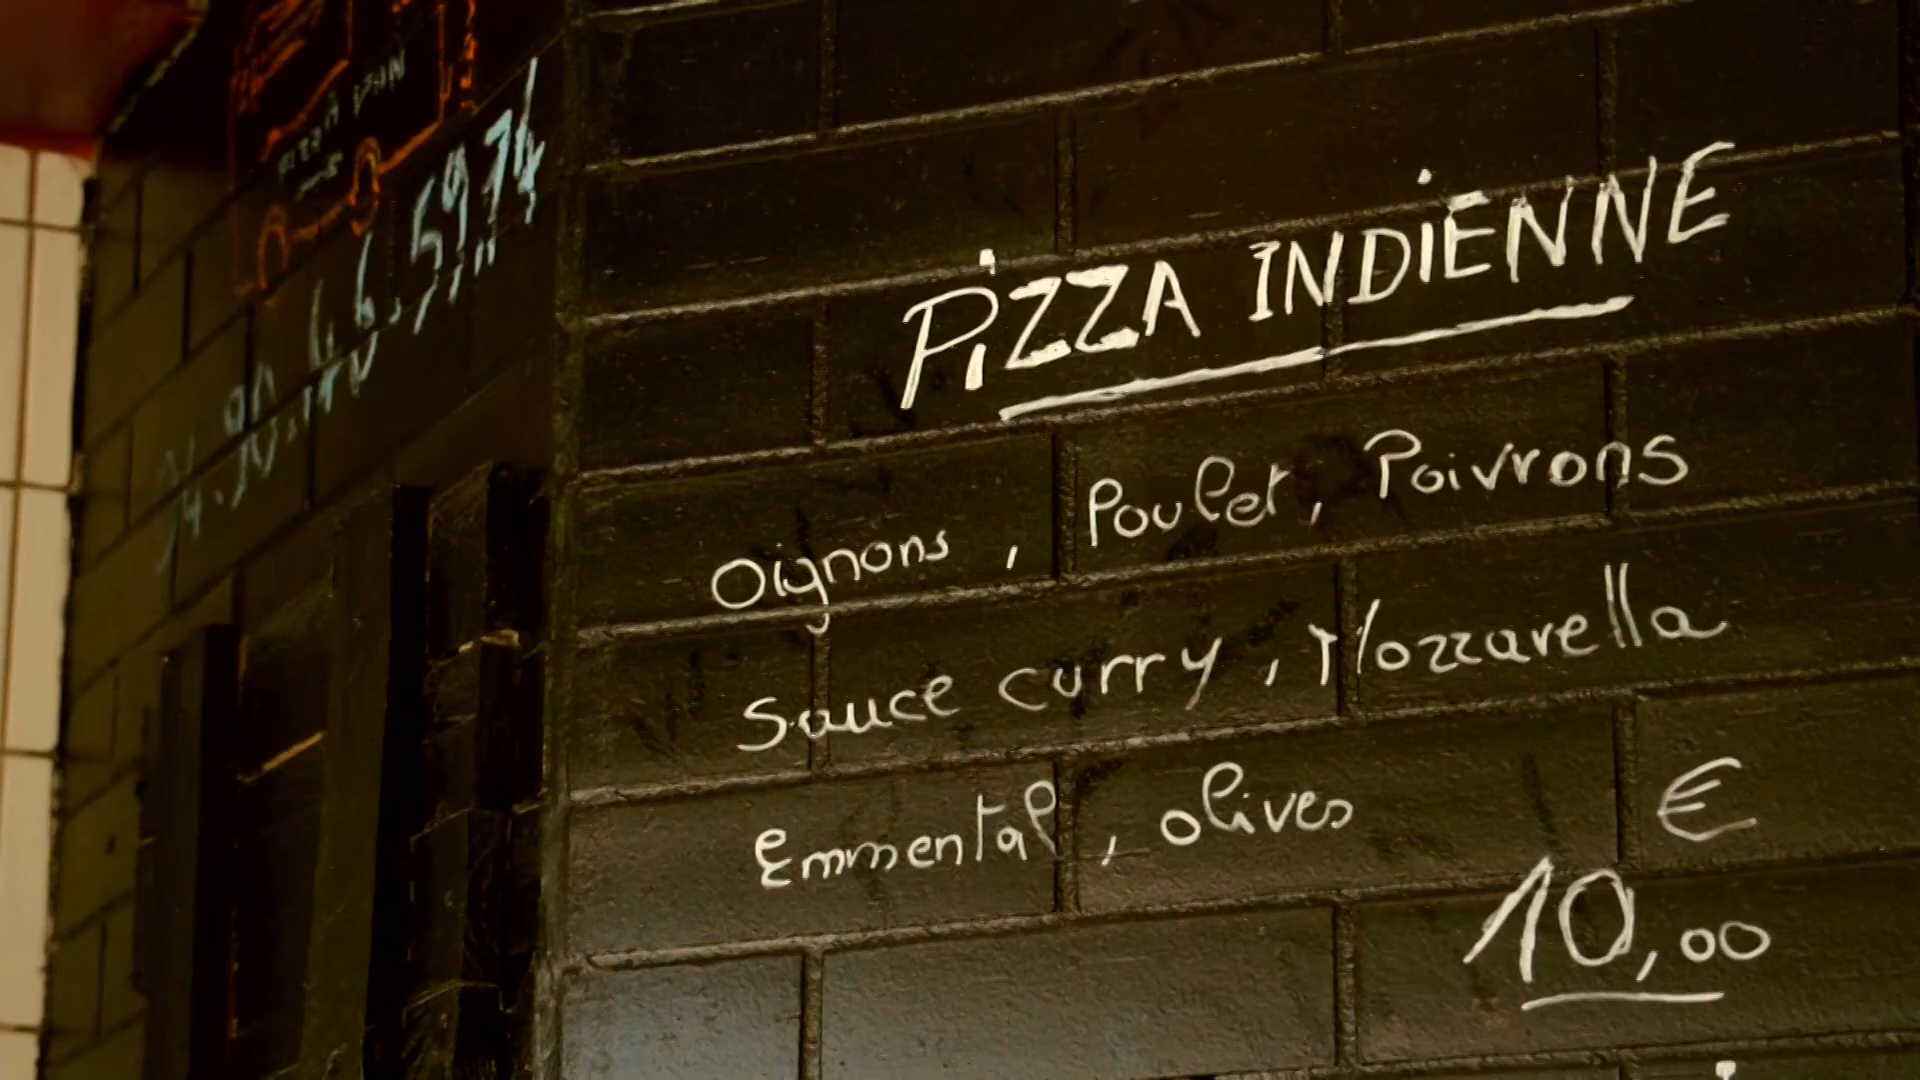 PIZZA INDIENNE
Oignons, Poulet, Poivrons
Sauce curry, Mozzarella
Emmental, olives
€
10,00